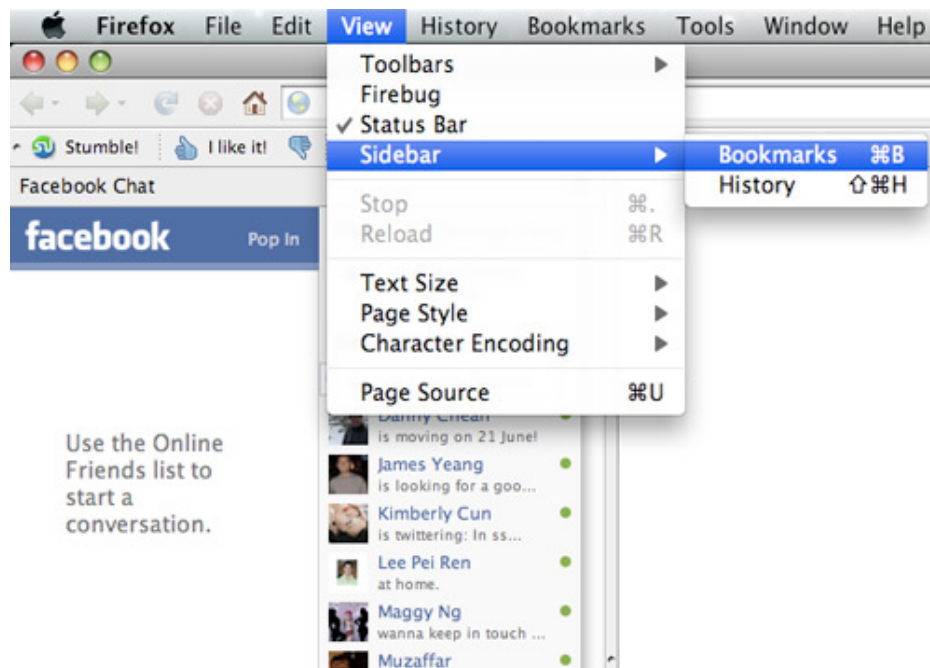 Firefox File Edit View History Bookmarks Tools Window Help
Toolbars
Firebug
✓ Status Bar
Stumble! I like it!
Sidebar
Bookmarks ⌘B
History ⇧⌘H
Facebook Chat
Stop ⌘.
Reload ⌘R
facebook Pop In
Text Size
Page Style
Character Encoding
Page Source ⌘U
Danny Chean
is moving on 21 June!
Use the Online
Friends list to
start a
conversation.
James Yeang
is looking for a goo...
Kimberly Cun
is twittering: In ss...
Lee Pei Ren
at home.
Maggy Ng
wanna keep in touch ...
Muzaffar